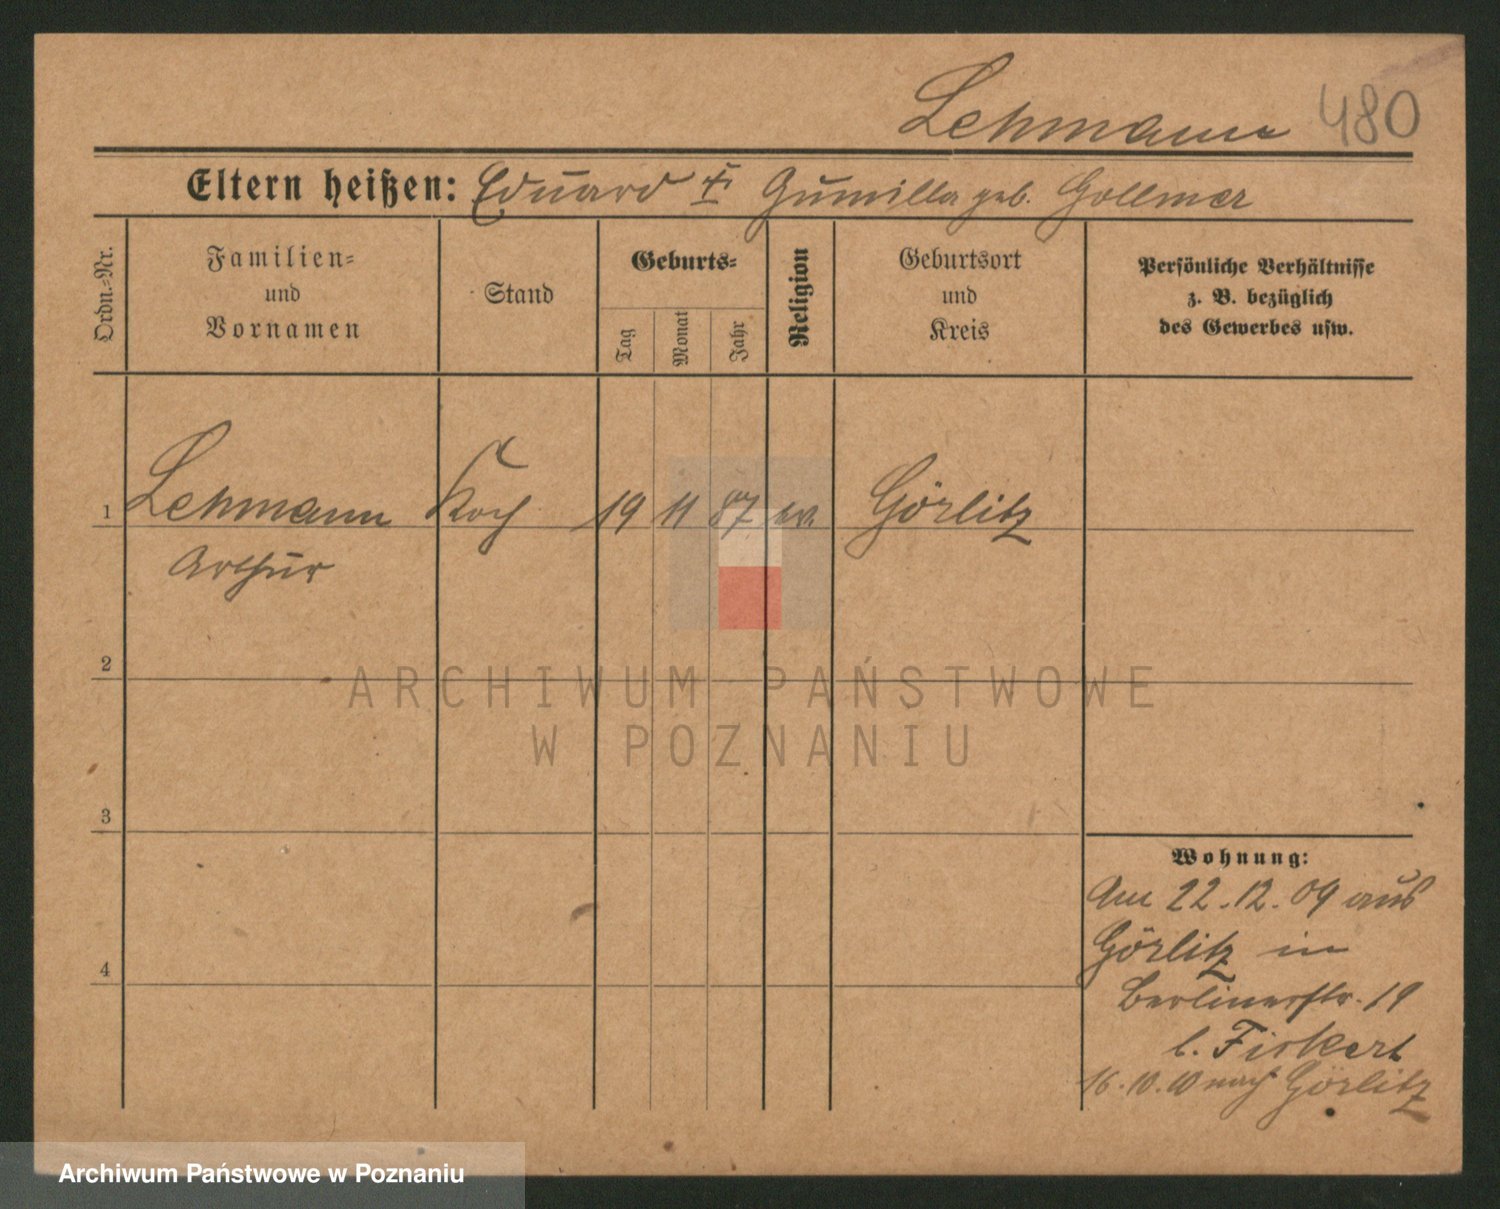 Lehmann 480
Eltern heißen: Eduard u. Gumilla geb. Gollmer
Ordn.=Nr.
Familien=
und
Vornamen
Stand
Geburts=
Tag
Monat
Jahr
Religion
Geburtsort
und
Kreis
Persönliche Verhältnisse
z. B. bezüglich
des Gewerbes usw.
1 Lehmann Koch 19 11 87 ev. Görlitz
Arthur
2
ARCHIWUM PAŃSTWOWE
W POZNANIU
3
Wohnung:
Am 22.12.09 aus
Görlitz in
4
Berlinerstr. 19
b. Fickert
16.10.10 nach Görlitz
Archiwum Państwowe w Poznaniu